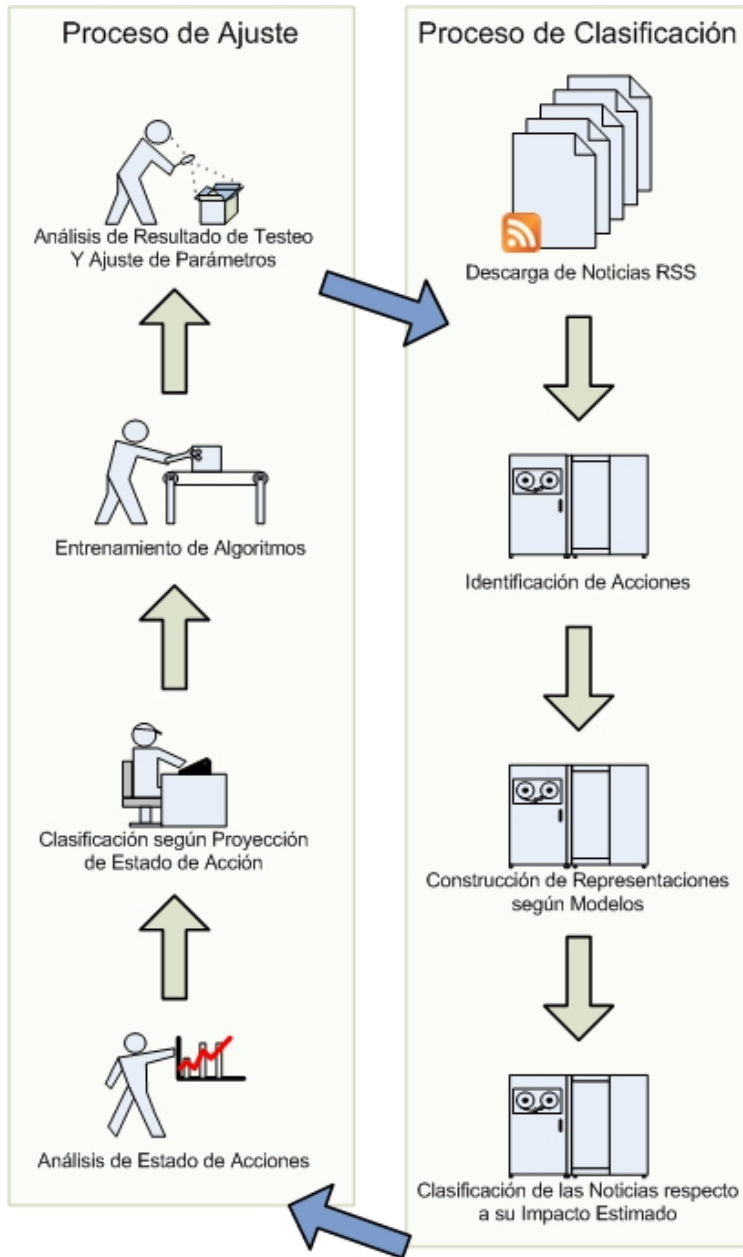 Proceso de Ajuste
Análisis de Resultado de Testeo
Y Ajuste de Parámetros
Entrenamiento de Algoritmos
Clasificación según Proyección
de Estado de Acción
Análisis de Estado de Acciones
Proceso de Clasificación
Descarga de Noticias RSS
Identificación de Acciones
Construcción de Representaciones
según Modelos
Clasificación de las Noticias respecto
a su Impacto Estimado